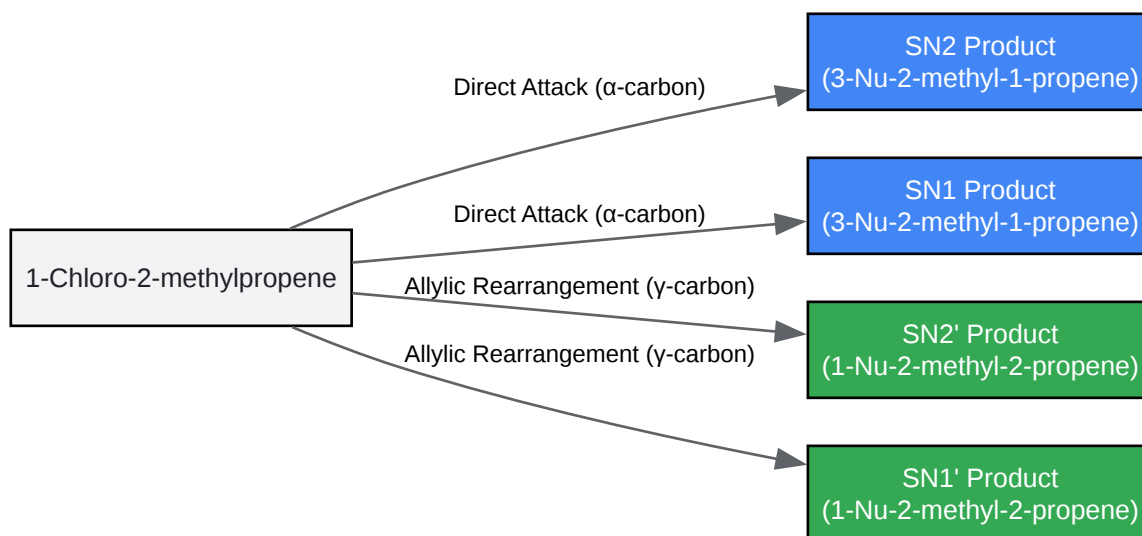 SN2 Product
(3-Nu-2-methyl-1-propene)
Direct Attack (α-carbon)
SN1 Product
(3-Nu-2-methyl-1-propene)
Direct Attack (α-carbon)
1-Chloro-2-methylpropene
Allylic Rearrangement (γ-carbon)
SN2' Product
(1-Nu-2-methyl-2-propene)
Allylic Rearrangement (γ-carbon)
SN1' Product
(1-Nu-2-methyl-2-propene)